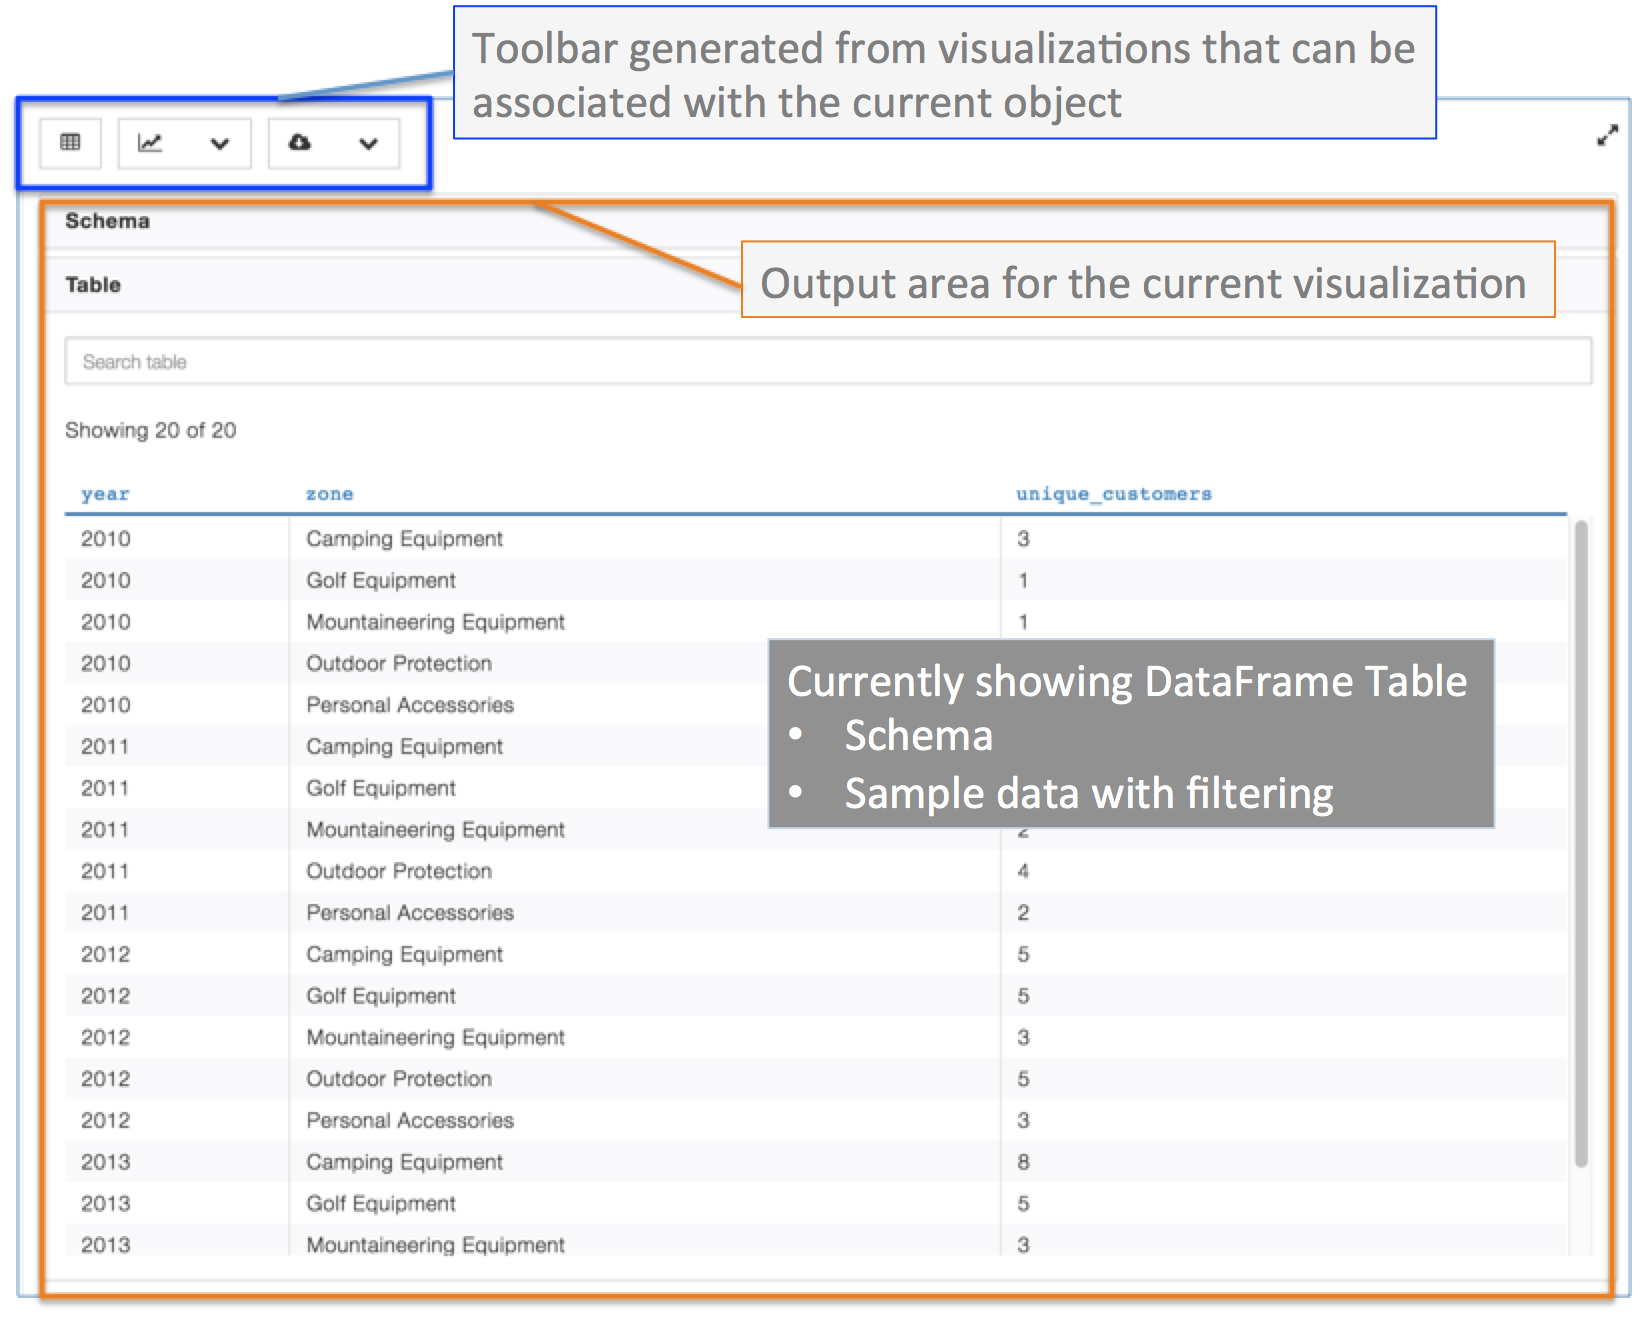 Toolbar generated from visualizations that can be
associated with the current object
Schema
Output area for the current visualization
Table
Search table
Showing 20 of 20
year zone unique_customers
2010 Camping Equipment 3
2010 Golf Equipment 1
2010 Mountaineering Equipment 1
2010 Outdoor Protection
2010 Personal Accessories
Currently showing DataFrame Table
• Schema
• Sample data with filtering
2011 Camping Equipment
2011 Golf Equipment
2011 Mountaineering Equipment 2
2011 Outdoor Protection 4
2011 Personal Accessories 2
2012 Camping Equipment 5
2012 Golf Equipment 5
2012 Mountaineering Equipment 3
2012 Outdoor Protection 5
2012 Personal Accessories 3
2013 Camping Equipment 8
2013 Golf Equipment 5
2013 Mountaineering Equipment 3